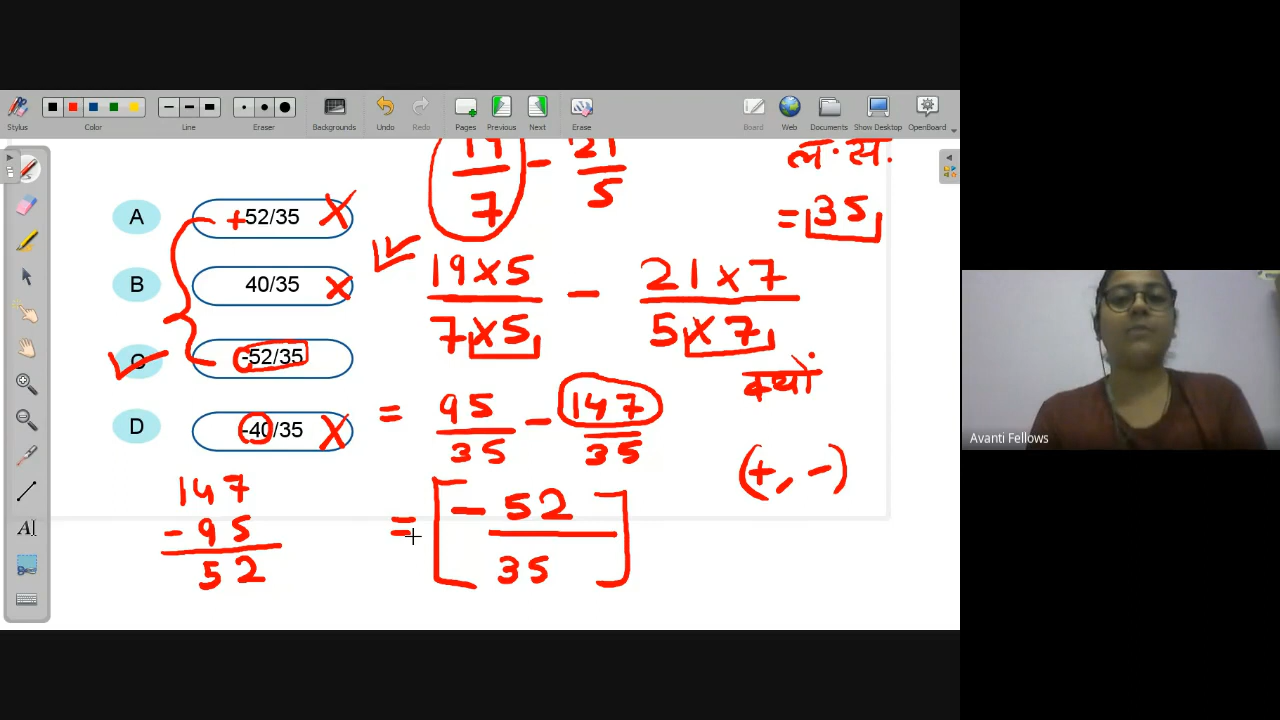 Stylus Color Line Eraser Backgrounds Undo Redo Pages Previous Next Erase Board Web Documents Show Desktop OpenBoard
19/7 - 21/5
ल.स.
= 35
A +52/35 X
B 40/35 X
C -52/35
D -40/35 X
19×5/7×5 - 21×7/5×7
क्यों
= 95/35 - 147/35
(+, -)
147
- 95
52
= [-52/35]
A
Avanti Fellows